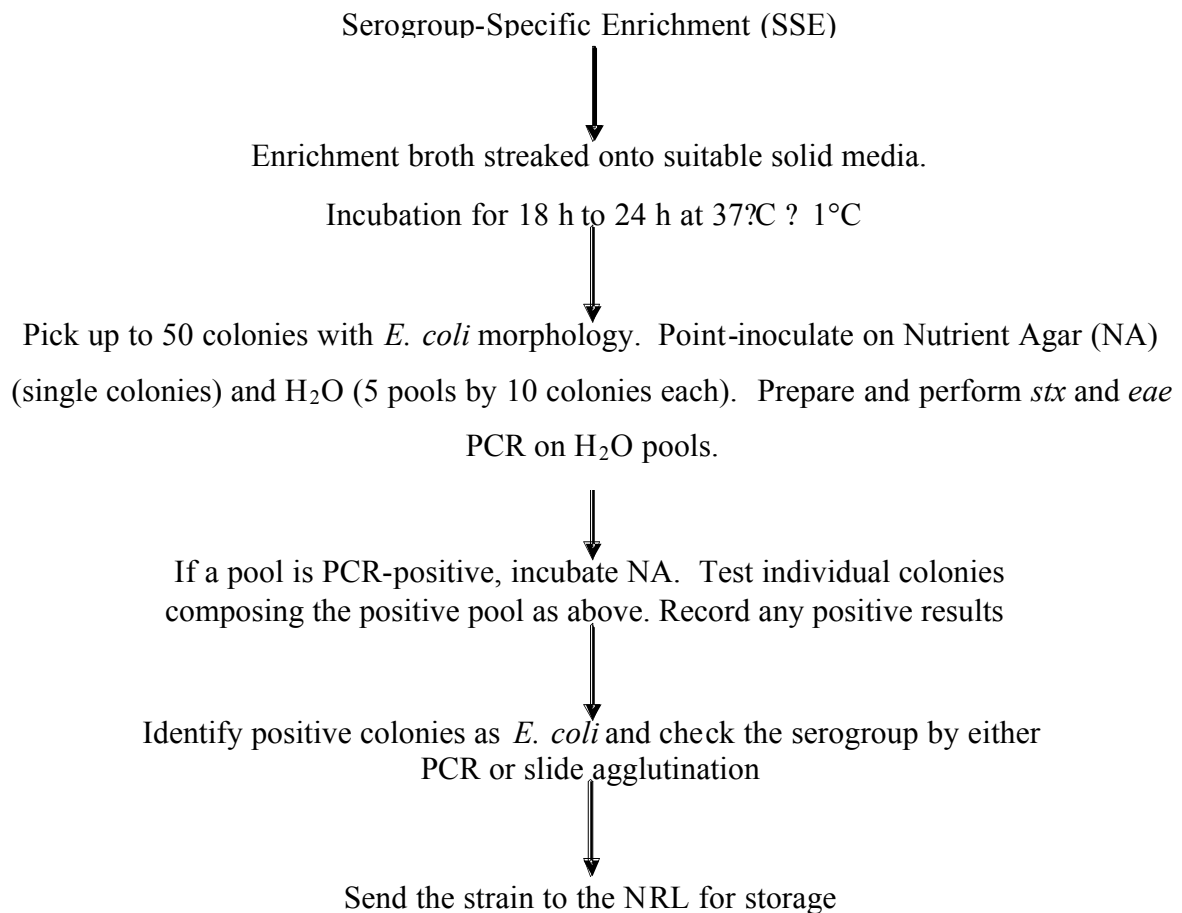 Serogroup-Specific Enrichment (SSE)
Enrichment broth streaked onto suitable solid media.
Incubation for 18 h to 24 h at 37?C ? 1°C
Pick up to 50 colonies with E. coli morphology. Point-inoculate on Nutrient Agar (NA)
(single colonies) and H₂O (5 pools by 10 colonies each). Prepare and perform stx and eae
PCR on H₂O pools.
If a pool is PCR-positive, incubate NA. Test individual colonies
composing the positive pool as above. Record any positive results
Identify positive colonies as E. coli and check the serogroup by either
PCR or slide agglutination
Send the strain to the NRL for storage